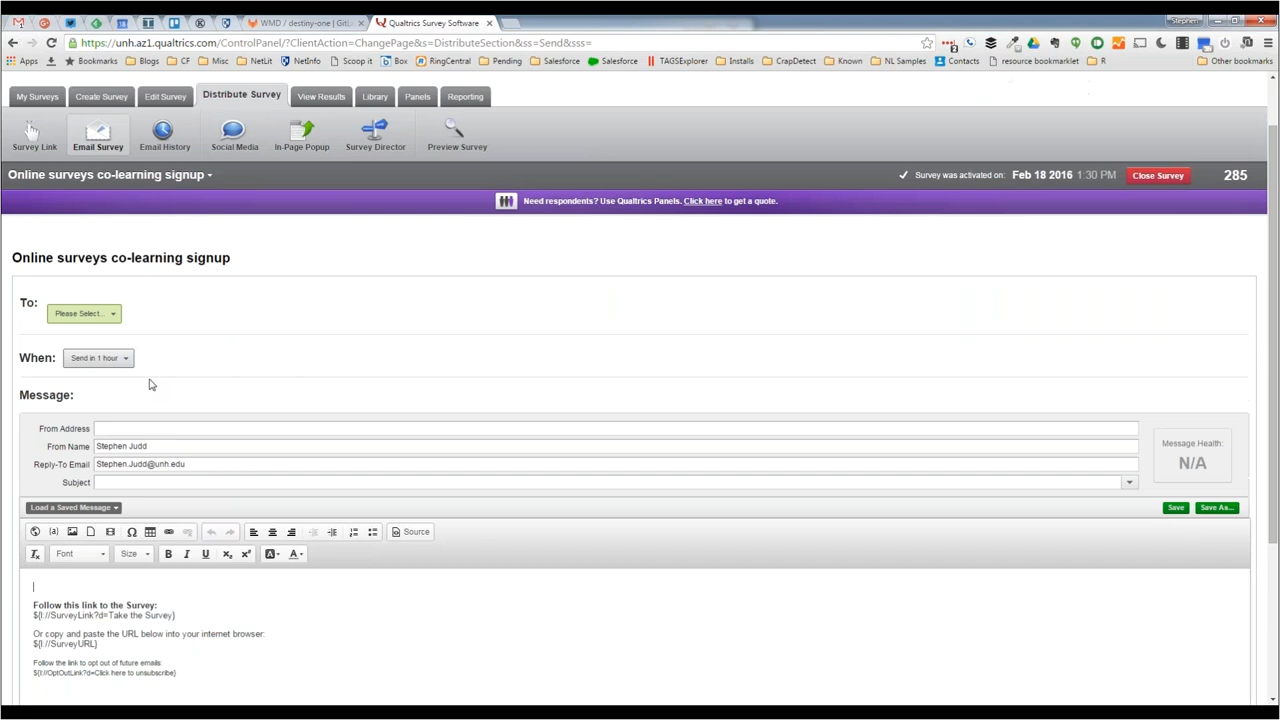 WMD / destiny-one | GitL
Qualtrics Survey Software
Stephen
https://unh.az1.qualtrics.com/ControlPanel/?ClientAction=ChangePage&s=DistributeSection&ss=Send&sss=
Apps
Bookmarks
Blogs
CF
Misc
NetLit
NetInfo
Scoop it
Box
RingCentral
Pending
Salesforce
Salesforce
TAGSExplorer
Installs
CrapDetect
Known
NL Samples
Contacts
resource bookmarklet
R
Other bookmarks
My Surveys
Create Survey
Edit Survey
Distribute Survey
View Results
Library
Panels
Reporting
Survey Link
Email Survey
Email History
Social Media
In-Page Popup
Survey Director
Preview Survey
Online surveys co-learning signup
Survey was activated on: Feb 18 2016 1:30 PM
Close Survey
285
Need respondents? Use Qualtrics Panels. Click here to get a quote.
Online surveys co-learning signup
To:
Please Select...
When:
Send in 1 hour
Message:
From Address
From Name Stephen Judd
Reply-To Email Stephen.Judd@unh.edu
Subject
Message Health:
N/A
Load a Saved Message
Save
Save As...
Source
Font
Size
B I U x₂ x² A A
Follow this link to the Survey:
${l://SurveyLink?d=Take the Survey}
Or copy and paste the URL below into your internet browser:
${l://SurveyURL}
Follow the link to opt out of future emails:
${l://OptOutLink?d=Click here to unsubscribe}